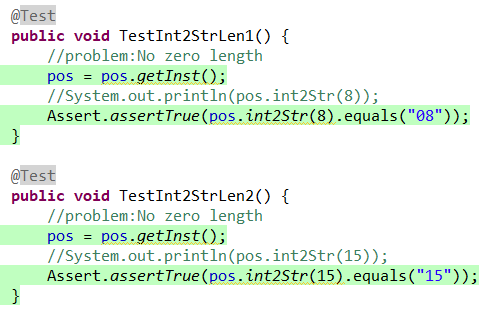 @Test
public void TestInt2StrLen1() {
    //problem:No zero length
    pos = pos.getInst();
    //System.out.println(pos.int2Str(8));
    Assert.assertTrue(pos.int2Str(8).equals("08"));
}
@Test
public void TestInt2StrLen2() {
    //problem:No zero length
    pos = pos.getInst();
    //System.out.println(pos.int2Str(15));
    Assert.assertTrue(pos.int2Str(15).equals("15"));
}